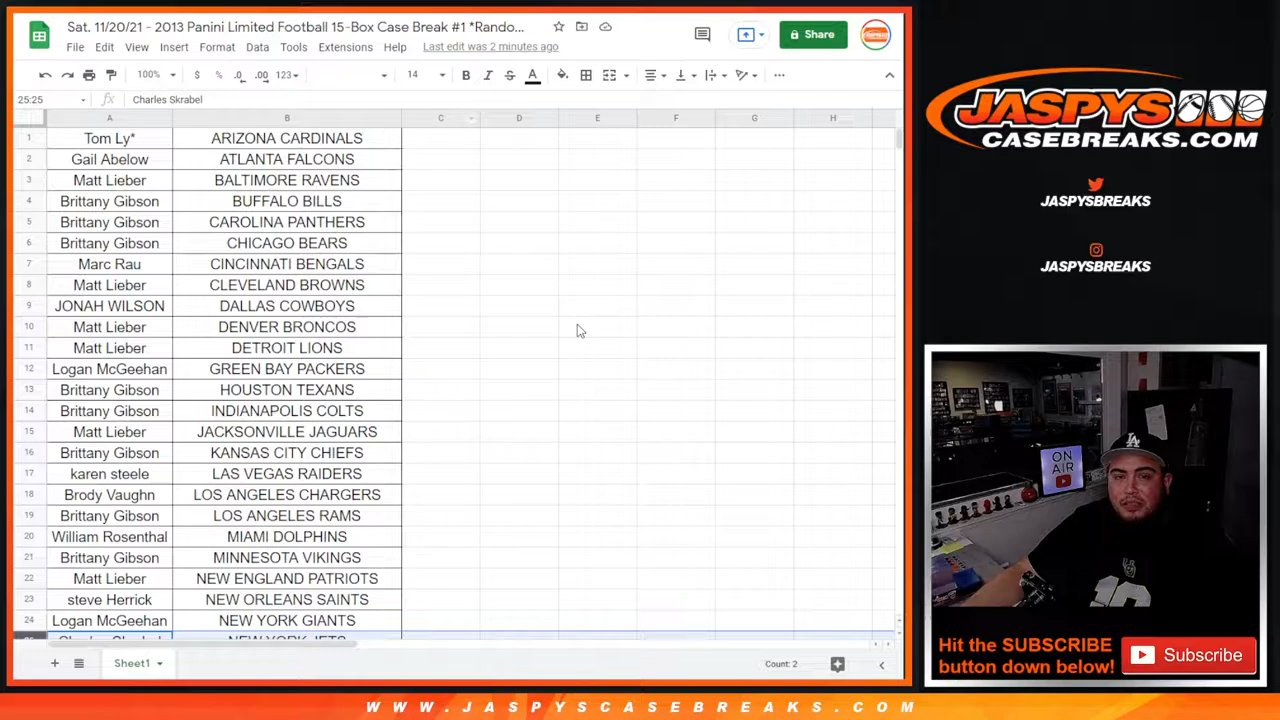 Sat. 11/20/21 - 2013 Panini Limited Football 15-Box Case Break #1 *Rando...
File Edit View Insert Format Data Tools Extensions Help Last edit was 2 minutes ago
Share
100% $ % .0 .00 123 14 B I S A
25:25 fx Charles Skrabel
A B C D E F G H
1 Tom Ly* ARIZONA CARDINALS
2 Gail Abelow ATLANTA FALCONS
3 Matt Lieber BALTIMORE RAVENS
4 Brittany Gibson BUFFALO BILLS
5 Brittany Gibson CAROLINA PANTHERS
6 Brittany Gibson CHICAGO BEARS
7 Marc Rau CINCINNATI BENGALS
8 Matt Lieber CLEVELAND BROWNS
9 JONAH WILSON DALLAS COWBOYS
10 Matt Lieber DENVER BRONCOS
11 Matt Lieber DETROIT LIONS
12 Logan McGeehan GREEN BAY PACKERS
13 Brittany Gibson HOUSTON TEXANS
14 Brittany Gibson INDIANAPOLIS COLTS
15 Matt Lieber JACKSONVILLE JAGUARS
16 Brittany Gibson KANSAS CITY CHIEFS
17 karen steele LAS VEGAS RAIDERS
18 Brody Vaughn LOS ANGELES CHARGERS
19 Brittany Gibson LOS ANGELES RAMS
20 William Rosenthal MIAMI DOLPHINS
21 Brittany Gibson MINNESOTA VIKINGS
22 Matt Lieber NEW ENGLAND PATRIOTS
23 steve Herrick NEW ORLEANS SAINTS
24 Logan McGeehan NEW YORK GIANTS
Sheet1
Count: 2
JASPYS
CASEBREAKS.COM
JASPYSBREAKS
JASPYSBREAKS
ON
AIR
LA
10
Hit the SUBSCRIBE
button down below!
Subscribe
WWW.JASPYSCASEBREAKS.COM